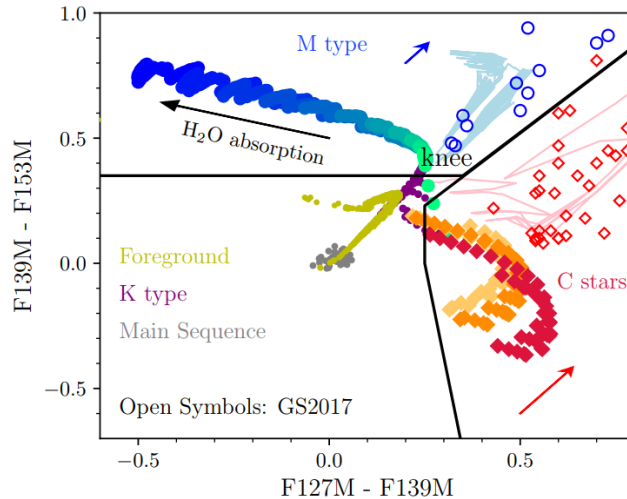 1.0
M type
0.5
H₂O absorption
knee
F139M - F153M
Foreground
0.0
C stars
K type
Main Sequence
−0.5
Open Symbols: GS2017
−0.5
0.0
0.5
F127M - F139M